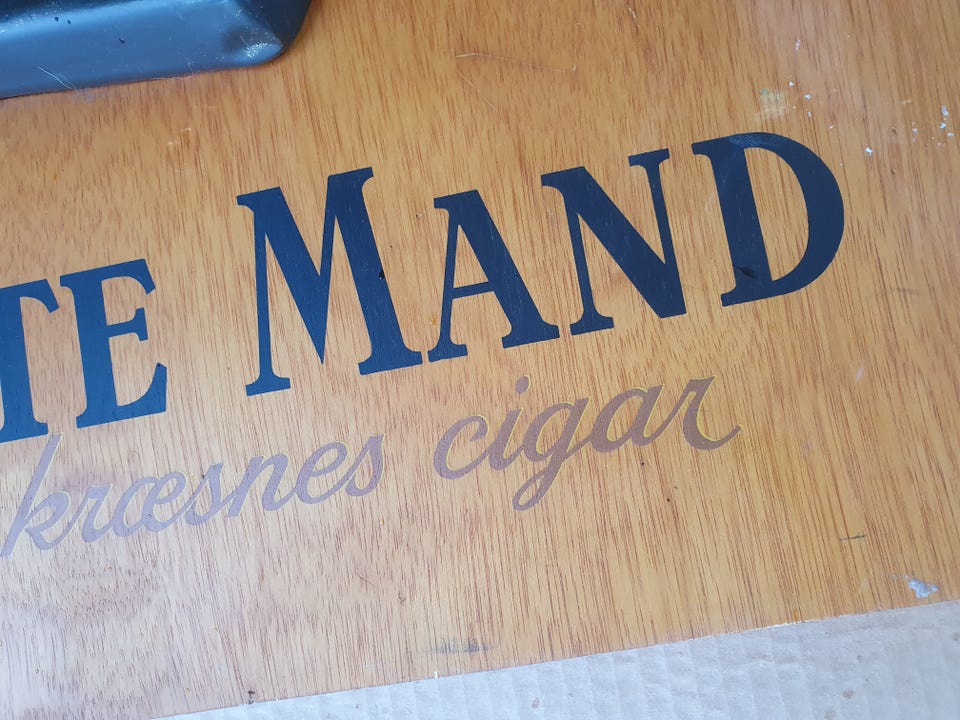 TE MAND
kræsnes cigar